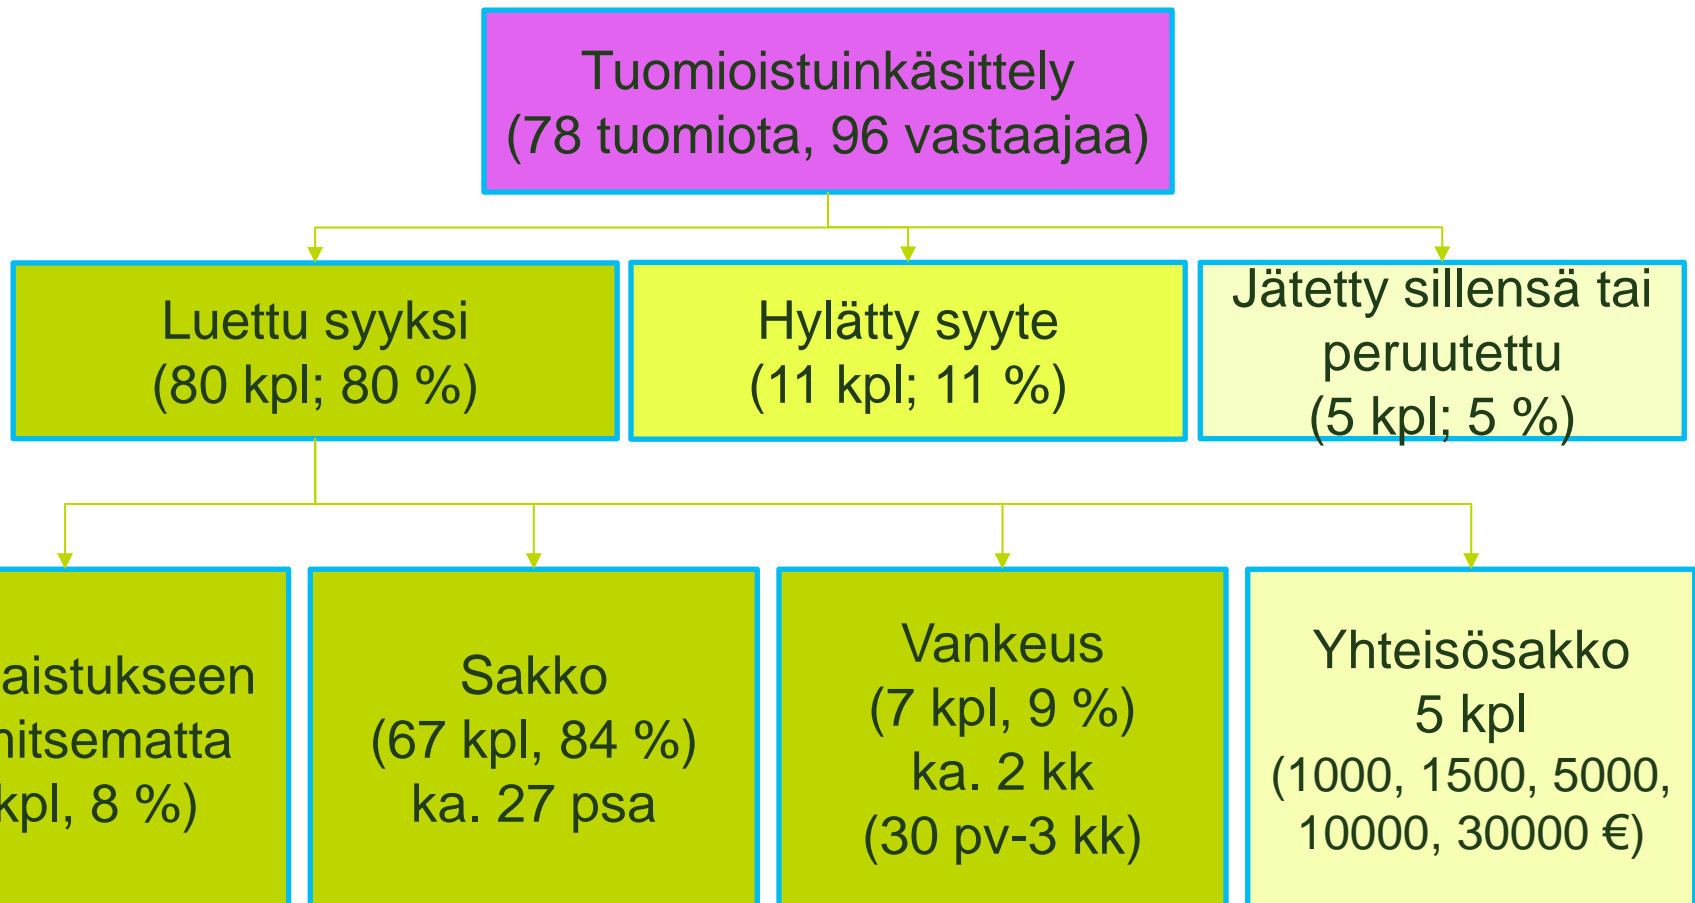 Tuomioistuinkäsittely
(78 tuomiota, 96 vastaajaa)
Luettu syyksi
(80 kpl; 80 %)
Hylätty syyte
(11 kpl; 11 %)
Jätetty sillensä tai
peruutettu
(5 kpl; 5 %)
aistukseen
itsematta
kpl, 8 %)
Sakko
(67 kpl, 84 %)
ka. 27 psa
Vankeus
(7 kpl, 9 %)
ka. 2 kk
(30 pv-3 kk)
Yhteisösakko
5 kpl
(1000, 1500, 5000,
10000, 30000 €)